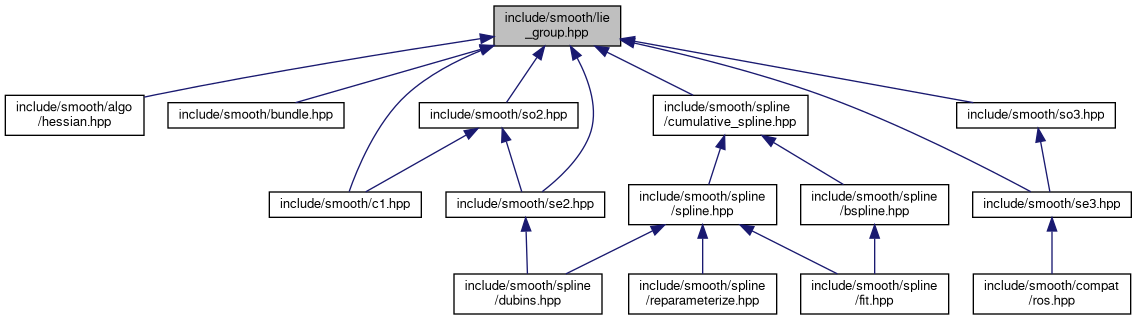 include/smooth/lie
_group.hpp
include/smooth/algo
/hessian.hpp
include/smooth/bundle.hpp
include/smooth/so2.hpp
include/smooth/spline
/cumulative_spline.hpp
include/smooth/so3.hpp
include/smooth/c1.hpp
include/smooth/se2.hpp
include/smooth/spline
/spline.hpp
include/smooth/spline
/bspline.hpp
include/smooth/se3.hpp
include/smooth/spline
/dubins.hpp
include/smooth/spline
/reparameterize.hpp
include/smooth/spline
/fit.hpp
include/smooth/compat
/ros.hpp